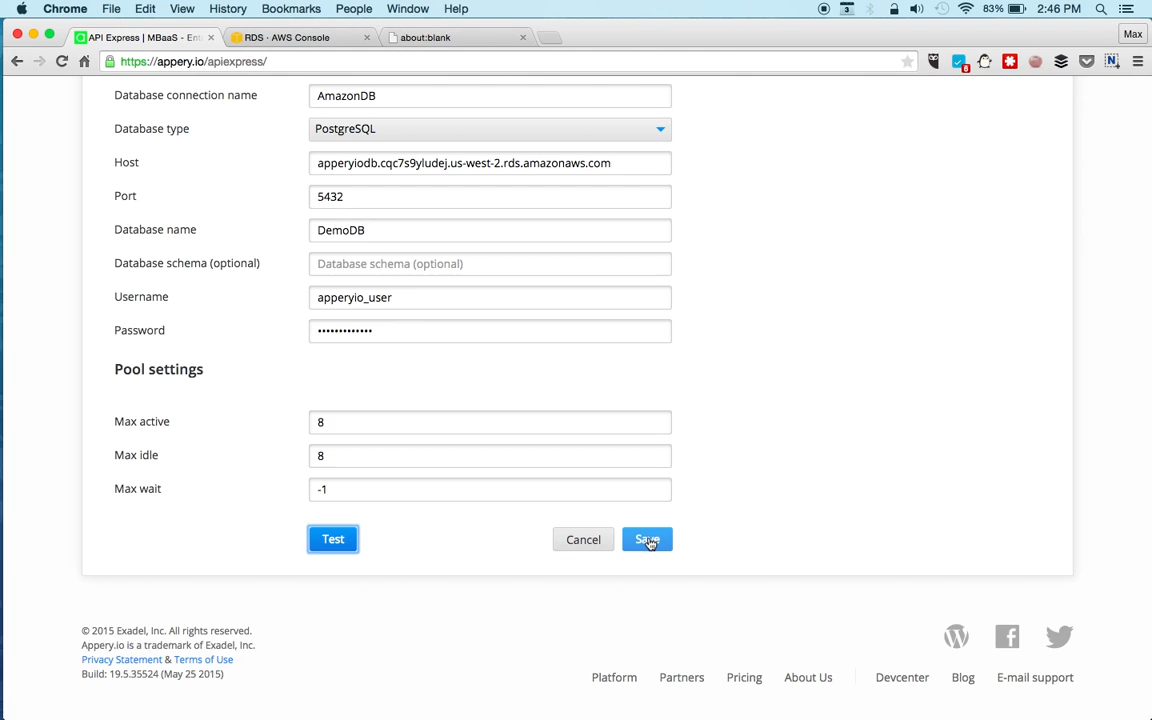 Chrome File Edit View History Bookmarks People Window Help 3 83% 2:46 PM
API Express | MBaaS - Ent RDS · AWS Console about:blank Max
https://appery.io/apiexpress/ 8 N
Database connection name AmazonDB
Database type PostgreSQL
Host apperyiodb.cqc7s9yludej.us-west-2.rds.amazonaws.com
Port 5432
Database name DemoDB
Database schema (optional) Database schema (optional)
Username apperyio_user
Password •••••••••••••
Pool settings
Max active 8
Max idle 8
Max wait -1
Test Cancel Save
© 2015 Exadel, Inc. All rights reserved.
Appery.io is a trademark of Exadel, Inc.
Privacy Statement & Terms of Use
Build: 19.5.35524 (May 25 2015)
Platform Partners Pricing About Us Devcenter Blog E-mail support